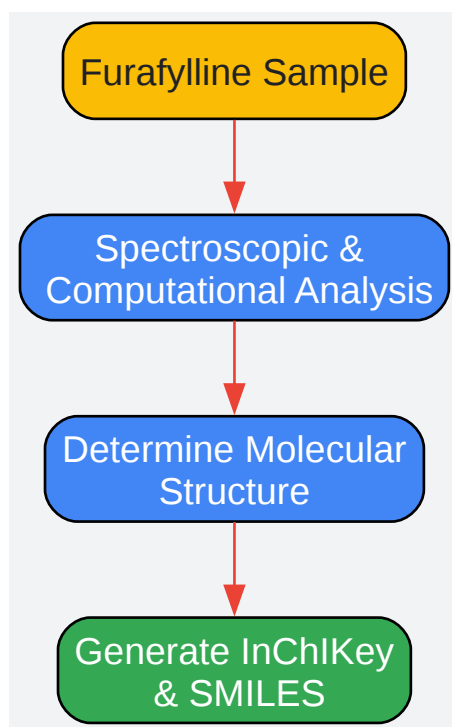 Furafylline Sample
Spectroscopic &
Computational Analysis
Determine Molecular
Structure
Generate InChIKey
& SMILES